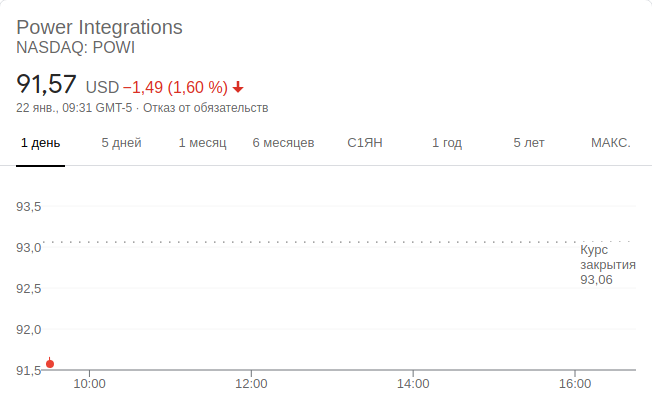 Power Integrations
NASDAQ: POWI
91,57 USD −1,49 (1,60 %)
22 янв., 09:31 GMT-5 · Отказ от обязательств
1 день 5 дней 1 месяц 6 месяцев С1ЯН 1 год 5 лет МАКС.
93,5
93,0
Курс
закрытия
93,06
92,5
92,0
91,5
10:00 12:00 14:00 16:00